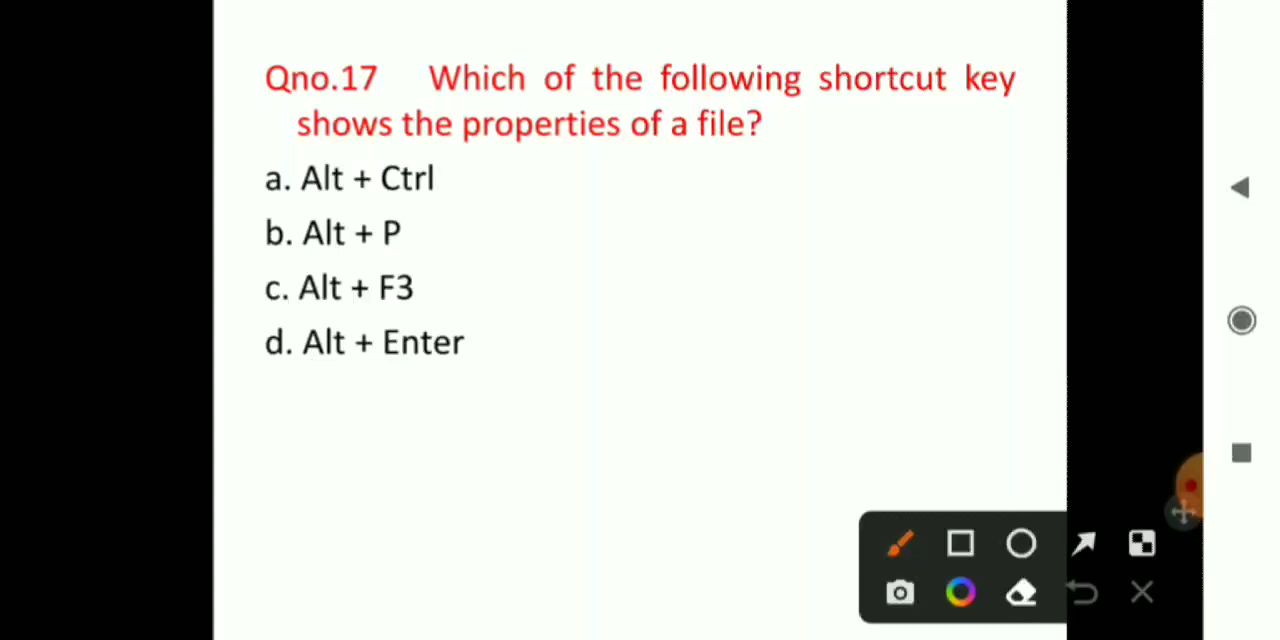 Qno.17 Which of the following shortcut key
shows the properties of a file?
a. Alt + Ctrl
b. Alt + P
c. Alt + F3
d. Alt + Enter